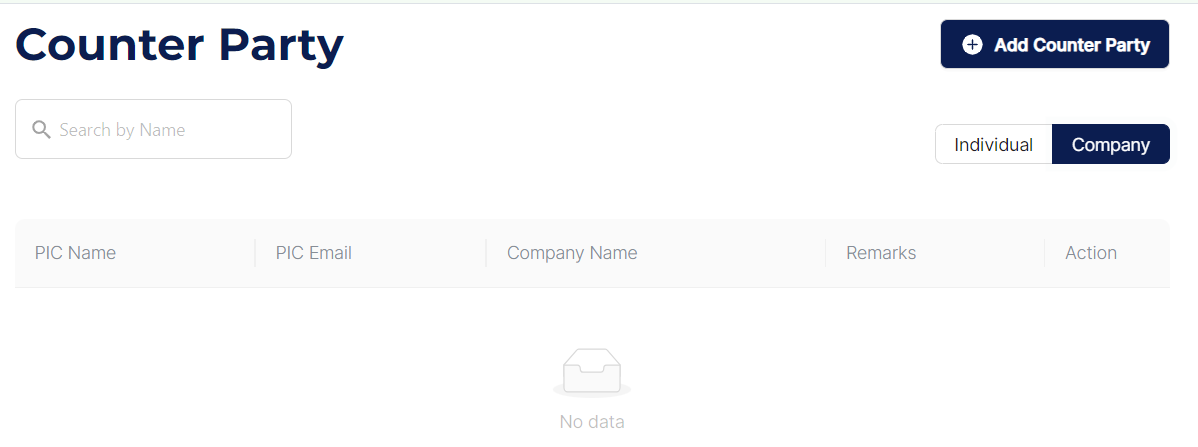 Counter Party
Add Counter Party
Search by Name
Individual Company
PIC Name PIC Email Company Name Remarks Action
No data